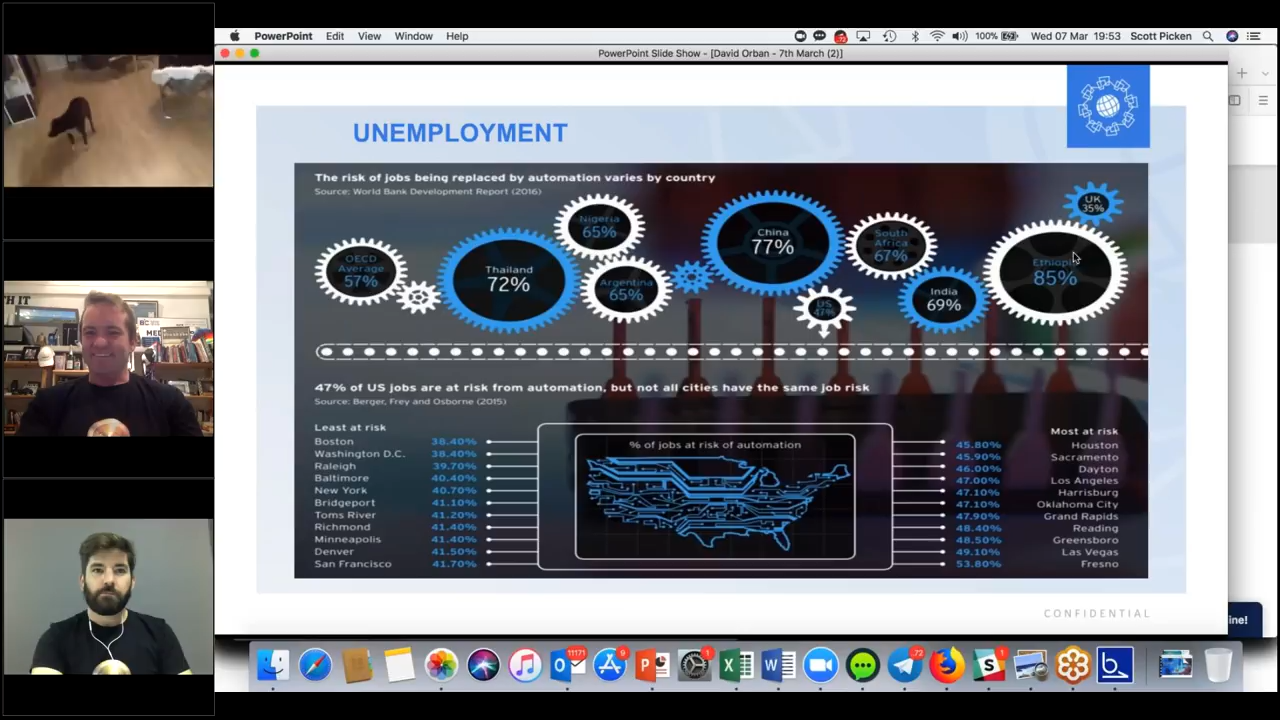 PowerPoint Edit View Window Help
100%
Wed 07 Mar 19:53 Scott Picken
PowerPoint Slide Show - [David Orban - 7th March (2)]
UNEMPLOYMENT
The risk of jobs being replaced by automation varies by country
Source: World Bank Development Report (2016)
OECD
Average
57%
Thailand
72%
Nigeria
65%
Argentina
65%
China
77%
US
47%
South
Africa
67%
India
69%
Ethiopia
85%
UK
35%
47% of US jobs are at risk from automation, but not all cities have the same job risk
Source: Berger, Frey and Osborne (2015)
Least at risk
Boston 38.40%
Washington D.C. 38.40%
Raleigh 39.70%
Baltimore 40.40%
New York 40.70%
Bridgeport 41.10%
Toms River 41.20%
Richmond 41.40%
Minneapolis 41.40%
Denver 41.50%
San Francisco 41.70%
% of jobs at risk of automation
Most at risk
45.80% Houston
45.90% Sacramento
46.00% Dayton
47.00% Los Angeles
47.10% Harrisburg
47.10% Oklahoma City
47.90% Grand Rapids
48.40% Reading
48.50% Greensboro
49.10% Las Vegas
53.80% Fresno
CONFIDENTIAL
ine!
11171
9
1
72
1